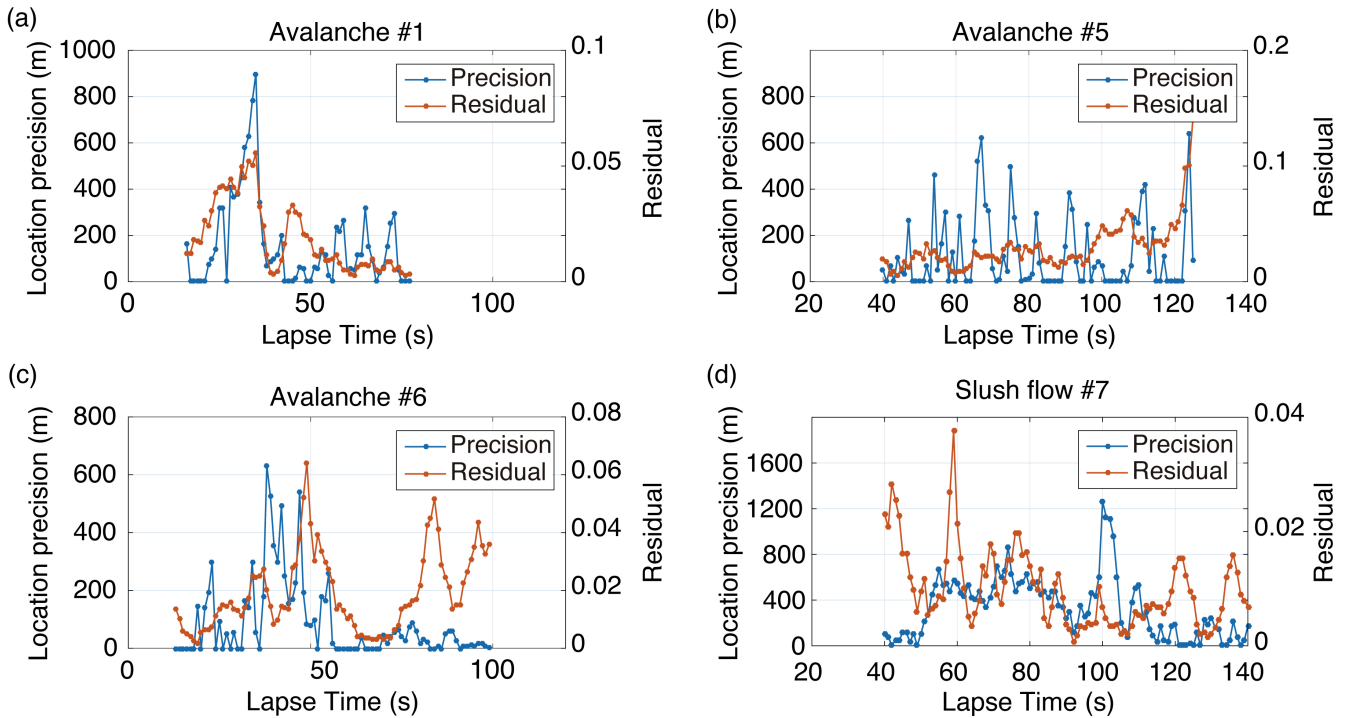 (a)
Avalanche #1
Location precision (m)
1000
800
600
400
200
0
0.1
0.05
0
Residual
Precision
Residual
0
50
100
Lapse Time (s)
(b)
Avalanche #5
Location precision (m)
800
600
400
200
0
0.2
0.1
0
Residual
Precision
Residual
20
40
60
80
100
120
140
Lapse Time (s)
(c)
Avalanche #6
Location precision (m)
800
600
400
200
0
0.08
0.06
0.04
0.02
0
Residual
Precision
Residual
0
50
100
Lapse Time (s)
(d)
Slush flow #7
Location precision (m)
1600
1200
800
400
0
0.04
0.02
0
Residual
Precision
Residual
20
40
60
80
100
120
140
Lapse Time (s)